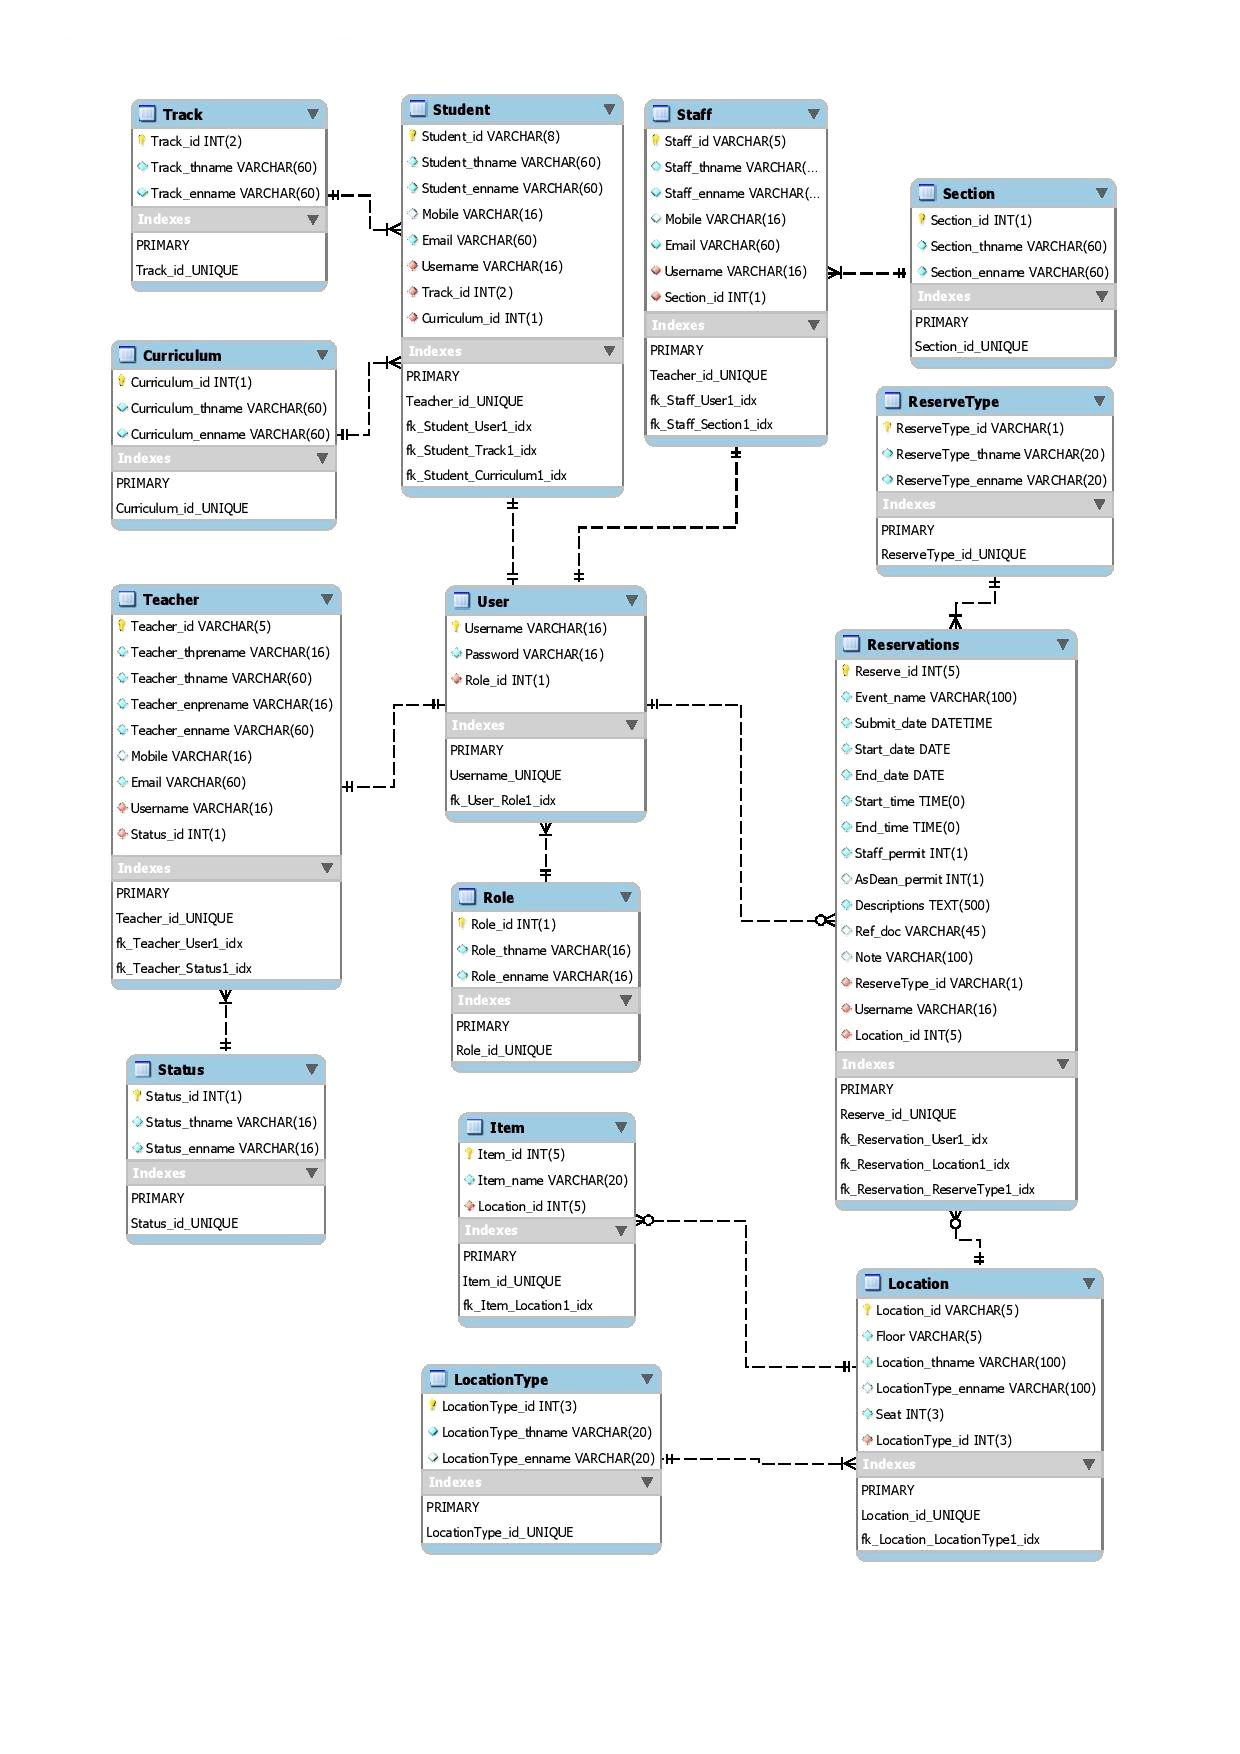 Track
Track_id INT(2)
Track_thname VARCHAR(60)
Track_enname VARCHAR(60)
Indexes
PRIMARY
Track_id_UNIQUE
Student
Student_id VARCHAR(8)
Student_thname VARCHAR(60)
Student_enname VARCHAR(60)
Mobile VARCHAR(16)
Email VARCHAR(60)
Username VARCHAR(16)
Track_id INT(2)
Curriculum_id INT(1)
Indexes
PRIMARY
Teacher_id_UNIQUE
fk_Student_User1_idx
fk_Student_Track1_idx
fk_Student_Curriculum1_idx
Staff
Staff_id VARCHAR(5)
Staff_thname VARCHAR(...
Staff_enname VARCHAR(...
Mobile VARCHAR(16)
Email VARCHAR(60)
Username VARCHAR(16)
Section_id INT(1)
Indexes
PRIMARY
Teacher_id_UNIQUE
fk_Staff_User1_idx
fk_Staff_Section1_idx
Section
Section_id INT(1)
Section_thname VARCHAR(60)
Section_enname VARCHAR(60)
Indexes
PRIMARY
Section_id_UNIQUE
Curriculum
Curriculum_id INT(1)
Curriculum_thname VARCHAR(60)
Curriculum_enname VARCHAR(60)
Indexes
PRIMARY
Curriculum_id_UNIQUE
ReserveType
ReserveType_id VARCHAR(1)
ReserveType_thname VARCHAR(20)
ReserveType_enname VARCHAR(20)
Indexes
PRIMARY
ReserveType_id_UNIQUE
Teacher
Teacher_id VARCHAR(5)
Teacher_thprename VARCHAR(16)
Teacher_thname VARCHAR(60)
Teacher_enprename VARCHAR(16)
Teacher_enname VARCHAR(60)
Mobile VARCHAR(16)
Email VARCHAR(60)
Username VARCHAR(16)
Status_id INT(1)
Indexes
PRIMARY
Teacher_id_UNIQUE
fk_Teacher_User1_idx
fk_Teacher_Status1_idx
User
Username VARCHAR(16)
Password VARCHAR(16)
Role_id INT(1)
Indexes
PRIMARY
Username_UNIQUE
fk_User_Role1_idx
Reservations
Reserve_id INT(5)
Event_name VARCHAR(100)
Submit_date DATETIME
Start_date DATE
End_date DATE
Start_time TIME(0)
End_time TIME(0)
Staff_permit INT(1)
AsDean_permit INT(1)
Descriptions TEXT(500)
Ref_doc VARCHAR(45)
Note VARCHAR(100)
ReserveType_id VARCHAR(1)
Username VARCHAR(16)
Location_id INT(5)
Indexes
PRIMARY
Reserve_id_UNIQUE
fk_Reservation_User1_idx
fk_Reservation_Location1_idx
fk_Reservation_ReserveType1_idx
Role
Role_id INT(1)
Role_thname VARCHAR(16)
Role_enname VARCHAR(16)
Indexes
PRIMARY
Role_id_UNIQUE
Status
Status_id INT(1)
Status_thname VARCHAR(16)
Status_enname VARCHAR(16)
Indexes
PRIMARY
Status_id_UNIQUE
Item
Item_id INT(5)
Item_name VARCHAR(20)
Location_id INT(5)
Indexes
PRIMARY
Item_id_UNIQUE
fk_Item_Location1_idx
Location
Location_id VARCHAR(5)
Floor VARCHAR(5)
Location_thname VARCHAR(100)
LocationType_enname VARCHAR(100)
Seat INT(3)
LocationType_id INT(3)
Indexes
PRIMARY
Location_id_UNIQUE
fk_Location_LocationType1_idx
LocationType
LocationType_id INT(3)
LocationType_thname VARCHAR(20)
LocationType_enname VARCHAR(20)
Indexes
PRIMARY
LocationType_id_UNIQUE